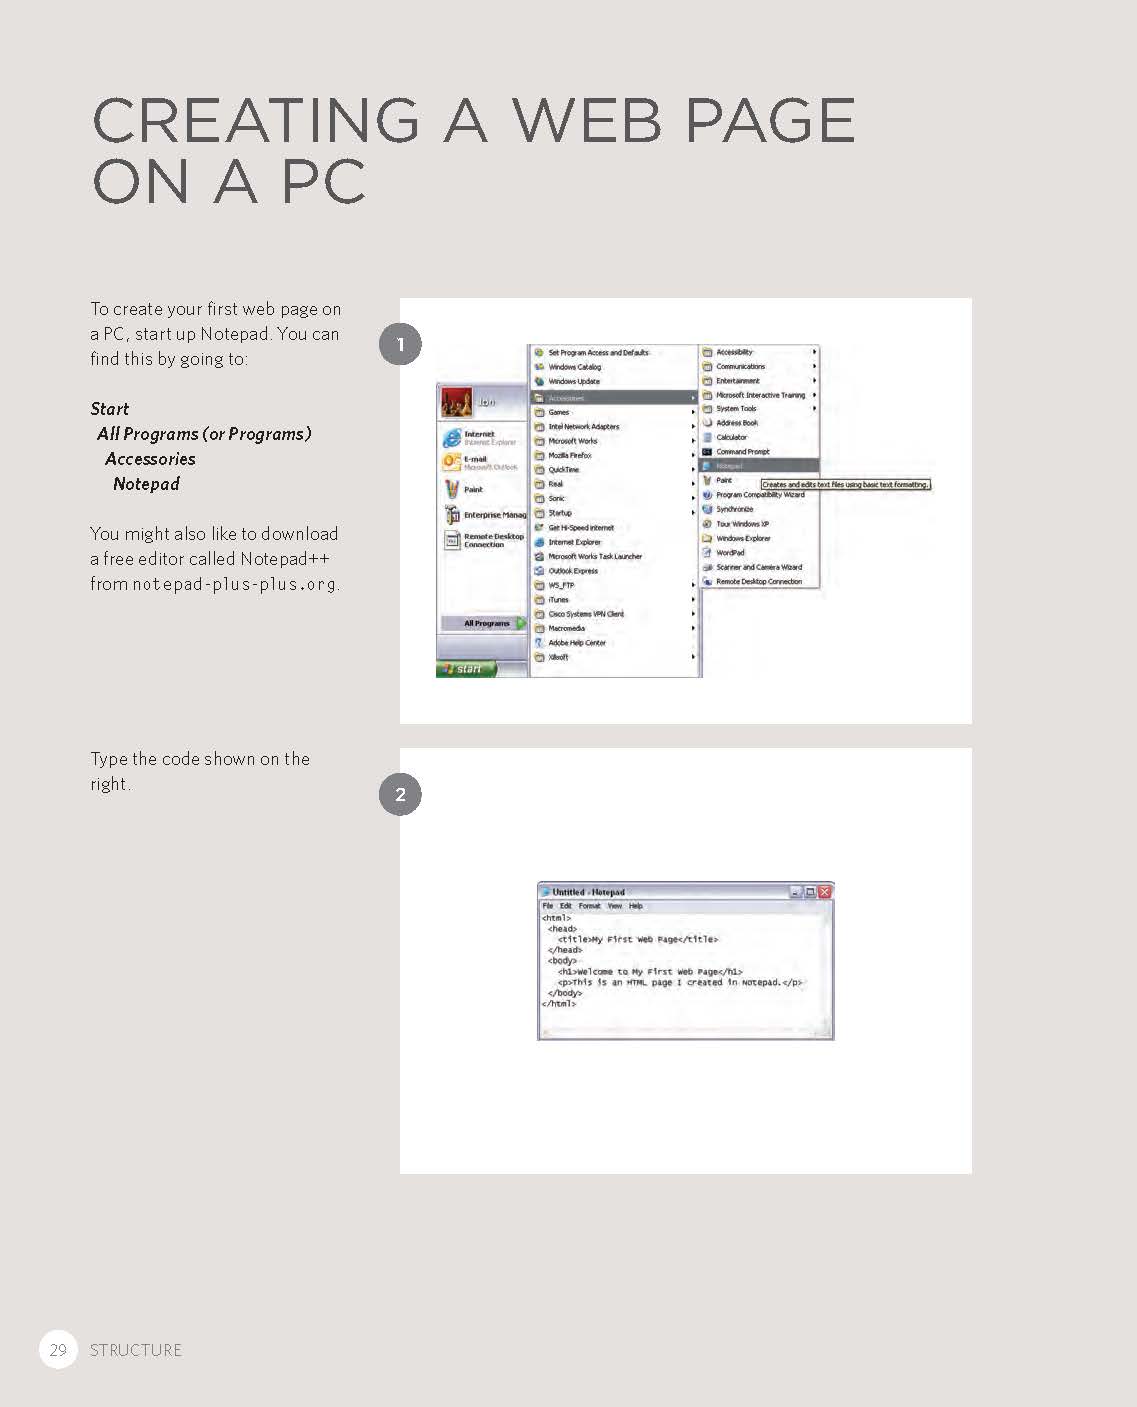 CREATING A WEB PAGE
ON A PC
To create your first web page on
a PC, start up Notepad. You can
find this by going to:
Start
All Programs (or Programs)
Accessories
Notepad
You might also like to download
a free editor called Notepad++
from notepad-plus-plus.org.
1
Jon
Internet
Internet Explorer
E-mail
Microsoft Outlook
Paint
Enterprise Manag
Remote Desktop
Connection
All Programs
start
Set Program Access and Defaults
Windows Catalog
Windows Update
Accessories
Games
Intel Network Adapters
Microsoft Works
Mozilla Firefox
QuickTime
Real
Sonic
Startup
Get Hi-Speed Internet
Internet Explorer
Microsoft Works Task Launcher
Outlook Express
WS_FTP
iTunes
Cisco Systems VPN Client
Macromedia
Adobe Help Center
Xilisoft
Accessibility
Communications
Entertainment
Microsoft Interactive Training
System Tools
Address Book
Calculator
Command Prompt
Notepad
Paint
Creates and edits text files using basic text formatting.
Program Compatibility Wizard
Synchronize
Tour Windows XP
Windows Explorer
WordPad
Scanner and Camera Wizard
Remote Desktop Connection
Type the code shown on the
right.
2
Untitled - Notepad
File Edit Format View Help
<html>
<head>
<title>My First Web Page</title>
</head>
<body>
<h1>Welcome to My First Web Page</h1>
<p>This is an HTML page I created in Notepad.</p>
</body>
</html>
29 STRUCTURE